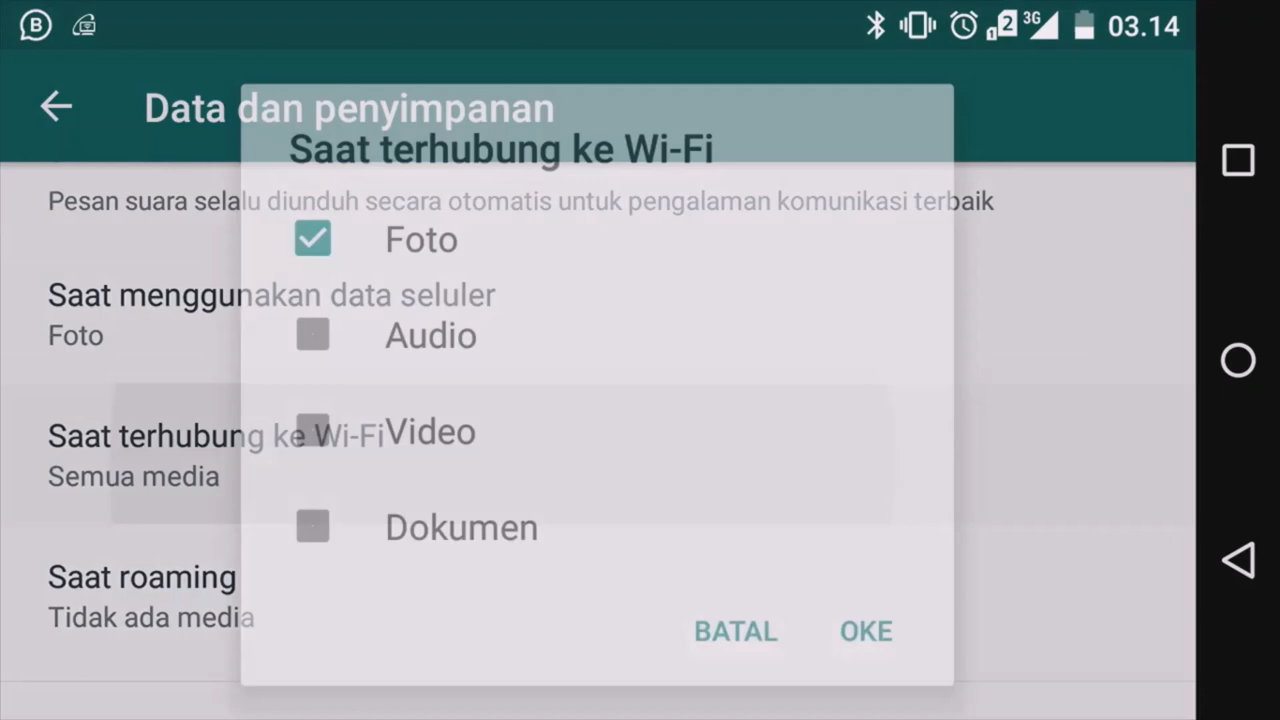 3G 03.14
Data dan penyimpanan
Saat terhubung ke Wi-Fi
Pesan suara selalu diunduh secara otomatis untuk pengalaman komunikasi terbaik
Foto
Saat menggunakan data seluler
Foto
Audio
Saat terhubung ke Wi-Fi
Video
Semua media
Dokumen
Saat roaming
Tidak ada media
BATAL OKE